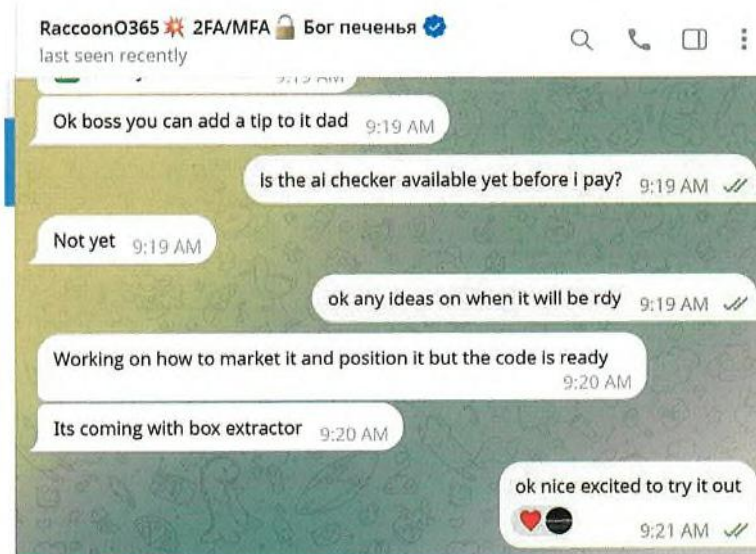 RaccoonO365 💥 2FA/MFA 🔒 Бог печенья
last seen recently
Ok boss you can add a tip to it dad 9:19 AM
is the ai checker available yet before i pay? 9:19 AM
Not yet 9:19 AM
ok any ideas on when it will be rdy 9:19 AM
Working on how to market it and position it but the code is ready
9:20 AM
Its coming with box extractor 9:20 AM
ok nice excited to try it out
9:21 AM